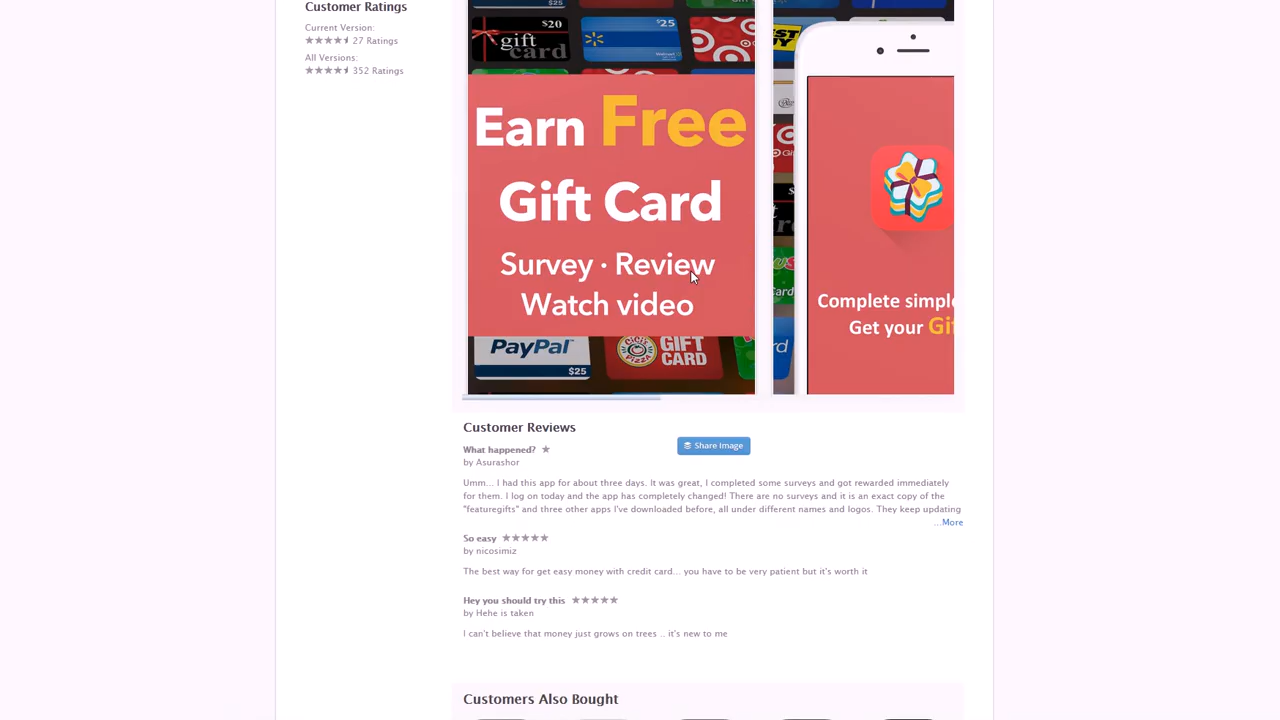 Customer Ratings
Current Version:
27 Ratings
All Versions:
352 Ratings
$20
gift
card
$25
Walmart
Earn Free
Gift Card
Survey · Review
Watch video
PayPal
$25
CiCi's
PIZZA
GIFT
CARD
BEST
BUY
Card
Complete simpl
Get your Gi
Customer Reviews
Share Image
What happened?
by Asurashor
Umm... I had this app for about three days. It was great, I completed some surveys and got rewarded immediately
for them. I log on today and the app has completely changed! There are no surveys and it is an exact copy of the
"featuregifts" and three other apps I've downloaded before, all under different names and logos. They keep updating
...More
So easy
by nicosimiz
The best way for get easy money with credit card... you have to be very patient but it's worth it
Hey you should try this
by Hehe is taken
I can't believe that money just grows on trees .. it's new to me
Customers Also Bought